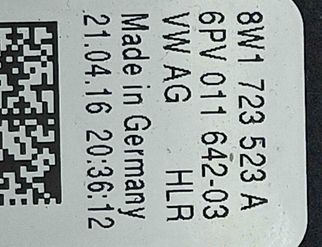 8W1 723 523 A
6PV 011 642-03
VW AG HLR
Made in Germany
21.04.16 20:36:12